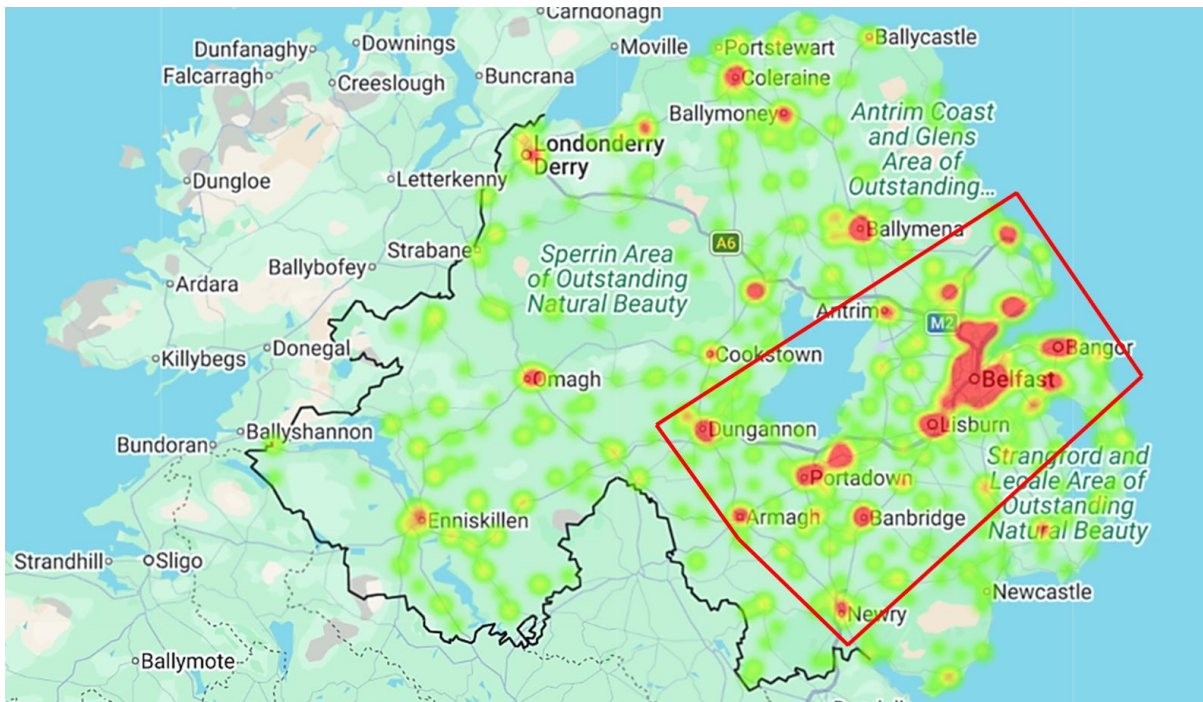 Carndonagh
Dunfanaghy
Downings
Moville
Portstewart
Ballycastle
Falcarragh
Creeslough
Buncrana
Coleraine
Ballymoney
Antrim Coast
and Glens
Area of
Outstanding...
Londonderry
Derry
Dungloe
Letterkenny
Strabane
Ballymena
A6
Sperrin Area
of Outstanding
Natural Beauty
Ballybofey
Ardara
Antrim
M2
Killybegs
Donegal
Cookstown
Bangor
Omagh
Belfast
Bundoran
Ballyshannon
Dungannon
Lisburn
Strangford and
Lecale Area of
Outstanding
Natural Beauty
Portadown
Enniskillen
Armagh
Banbridge
Strandhill
Sligo
Newcastle
Newry
Ballymote